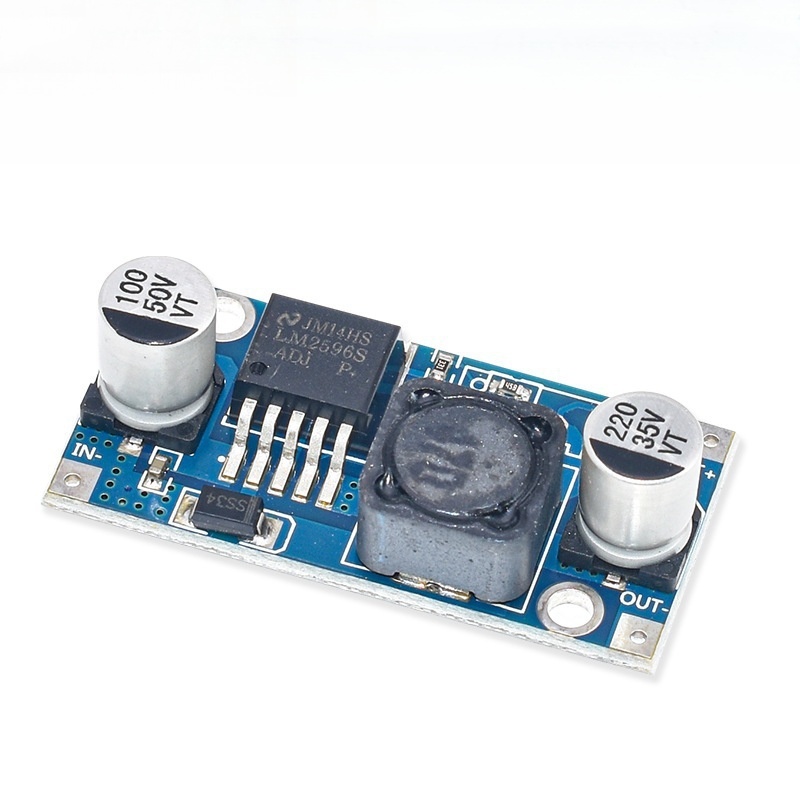 100
50V
VT
JM14HS
LM2596S
-ADJ P.
IN-
SS34
220
35V
VT
OUT-